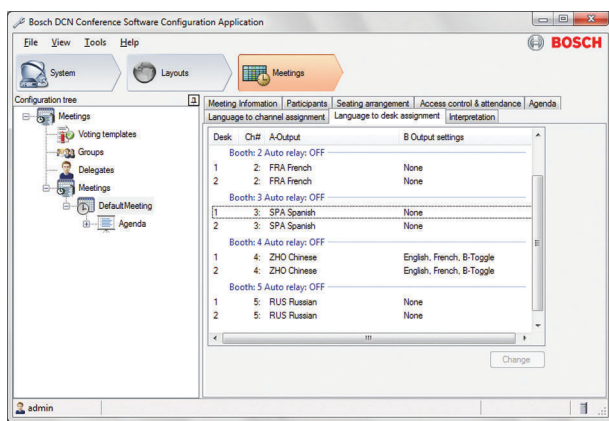 Bosch DCN Conference Software Configuration Application
File View Tools Help
BOSCH
System Layouts Meetings
Configuration tree
Meetings
Voting templates
Groups
Delegates
Meetings
DefaultMeeting
Agenda
Meeting Information Participants Seating arrangement Access control & attendance Agenda
Language to channel assignment Language to desk assignment Interpretation
Desk Ch# A-Output B Output settings
Booth: 2 Auto relay: OFF
1 2: FRA French None
2 2: FRA French None
Booth: 3 Auto relay: OFF
1 3: SPA Spanish None
2 3: SPA Spanish None
Booth: 4 Auto relay: OFF
1 4: ZHO Chinese English, French, B-Toggle
2 4: ZHO Chinese English, French, B-Toggle
Booth: 5 Auto relay: OFF
1 5: RUS Russian None
2 5: RUS Russian None
Change
admin